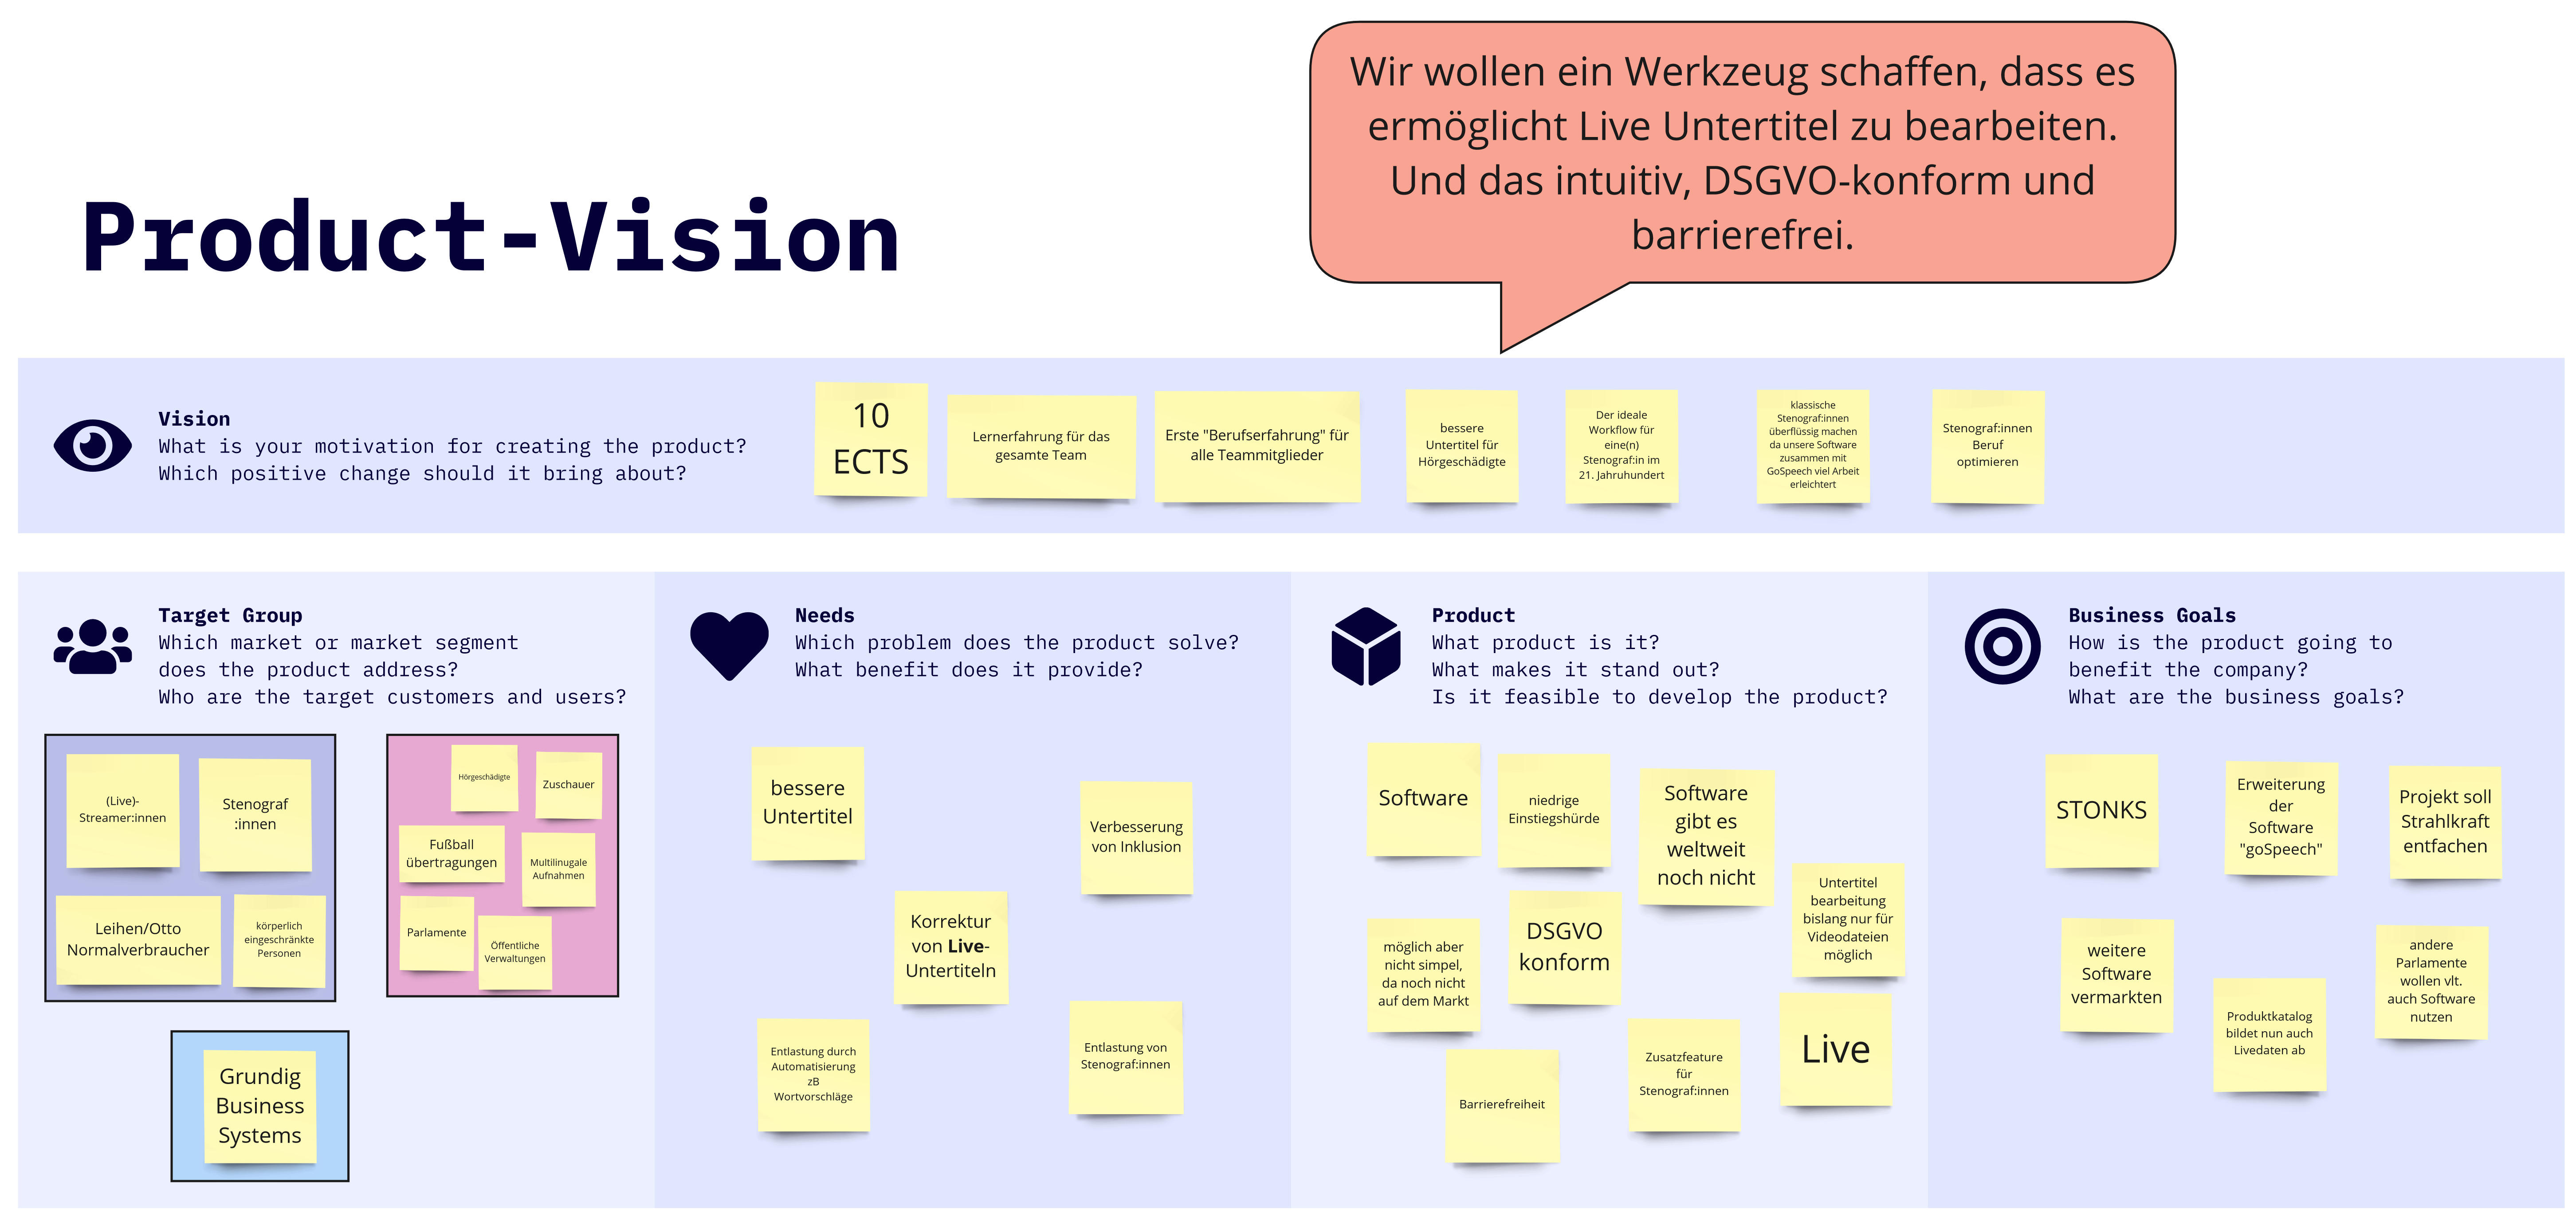 Wir wollen ein Werkzeug schaffen, dass es
ermöglicht Live Untertitel zu bearbeiten.
Und das intuitiv, DSGVO-konform und
barrierefrei.
Product-Vision
Vision
What is your motivation for creating the product?
Which positive change should it bring about?
10
ECTS
Lernerfahrung für das
gesamte Team
Erste "Berufserfahrung" für
alle Teammitglieder
bessere
Untertitel für
Hörgeschädigte
Der ideale
Workflow für
eine(n)
Stenograf:in im
21. Jahruhundert
klassische
Stenograf:innen
überflüssig machen
da unsere Software
zusammen mit
GoSpeech viel Arbeit
erleichtert
Stenograf:innen
Beruf
optimieren
Target Group
Which market or market segment
does the product address?
Who are the target customers and users?
(Live)-
Streamer:innen
Stenograf
:innen
Leihen/Otto
Normalverbraucher
körperlich
eingeschränkte
Personen
Hörgeschädigte
Zuschauer
Fußball
übertragungen
Multilinugale
Aufnahmen
Parlamente
Öffentliche
Verwaltungen
Grundig
Business
Systems
Needs
Which problem does the product solve?
What benefit does it provide?
bessere
Untertitel
Verbesserung
von Inklusion
Korrektur
von Live-
Untertiteln
Entlastung durch
Automatisierung
zB
Wortvorschläge
Entlastung von
Stenograf:innen
Product
What product is it?
What makes it stand out?
Is it feasible to develop the product?
Software
niedrige
Einstiegshürde
Software
gibt es
weltweit
noch nicht
Untertitel
bearbeitung
bislang nur für
Videodateien
möglich
möglich aber
nicht simpel,
da noch nicht
auf dem Markt
DSGVO
konform
Live
Zusatzfeature
für
Stenograf:innen
Barrierefreiheit
Business Goals
How is the product going to
benefit the company?
What are the business goals?
STONKS
Erweiterung
der
Software
"goSpeech"
Projekt soll
Strahlkraft
entfachen
weitere
Software
vermarkten
Produktkatalog
bildet nun auch
Livedaten ab
andere
Parlamente
wollen vlt.
auch Software
nutzen